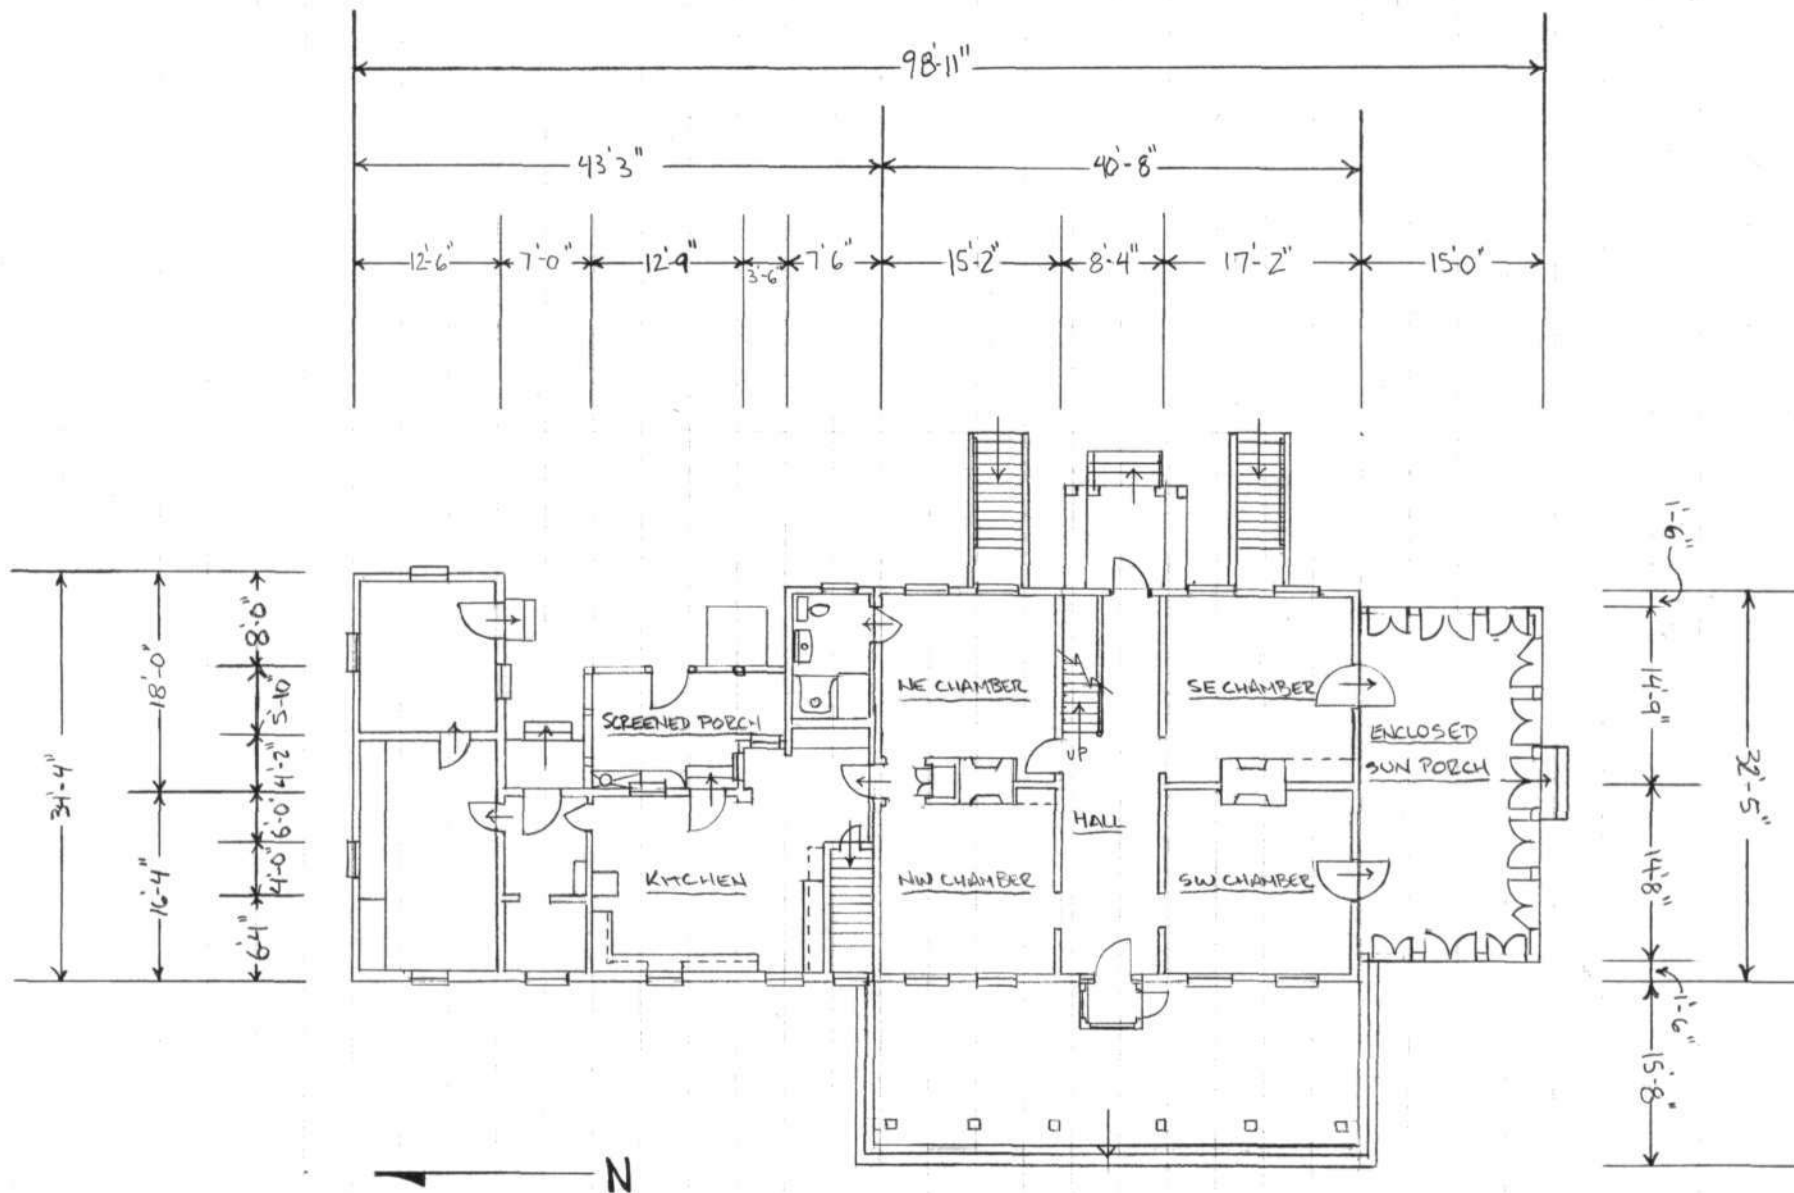 98'-11"
43'3"
40'-8"
12'-6"
7'-0"
12'-9"
3'-6"
7'6"
15'-2"
8'-4"
17'-2"
15'-0"
34'-4"
18'-0"
16'-4"
8'-0"
5'-10"
4'-2"
6'-0"
4'-0"
6'4"
NE CHAMBER
SE CHAMBER
SCREENED PORCH
ENCLOSED
SUN PORCH
UP
HALL
KITCHEN
NW CHAMBER
SW CHAMBER
1'-6"
14'-9"
14'-8"
32'-5"
1'-6"
15'-8"
N